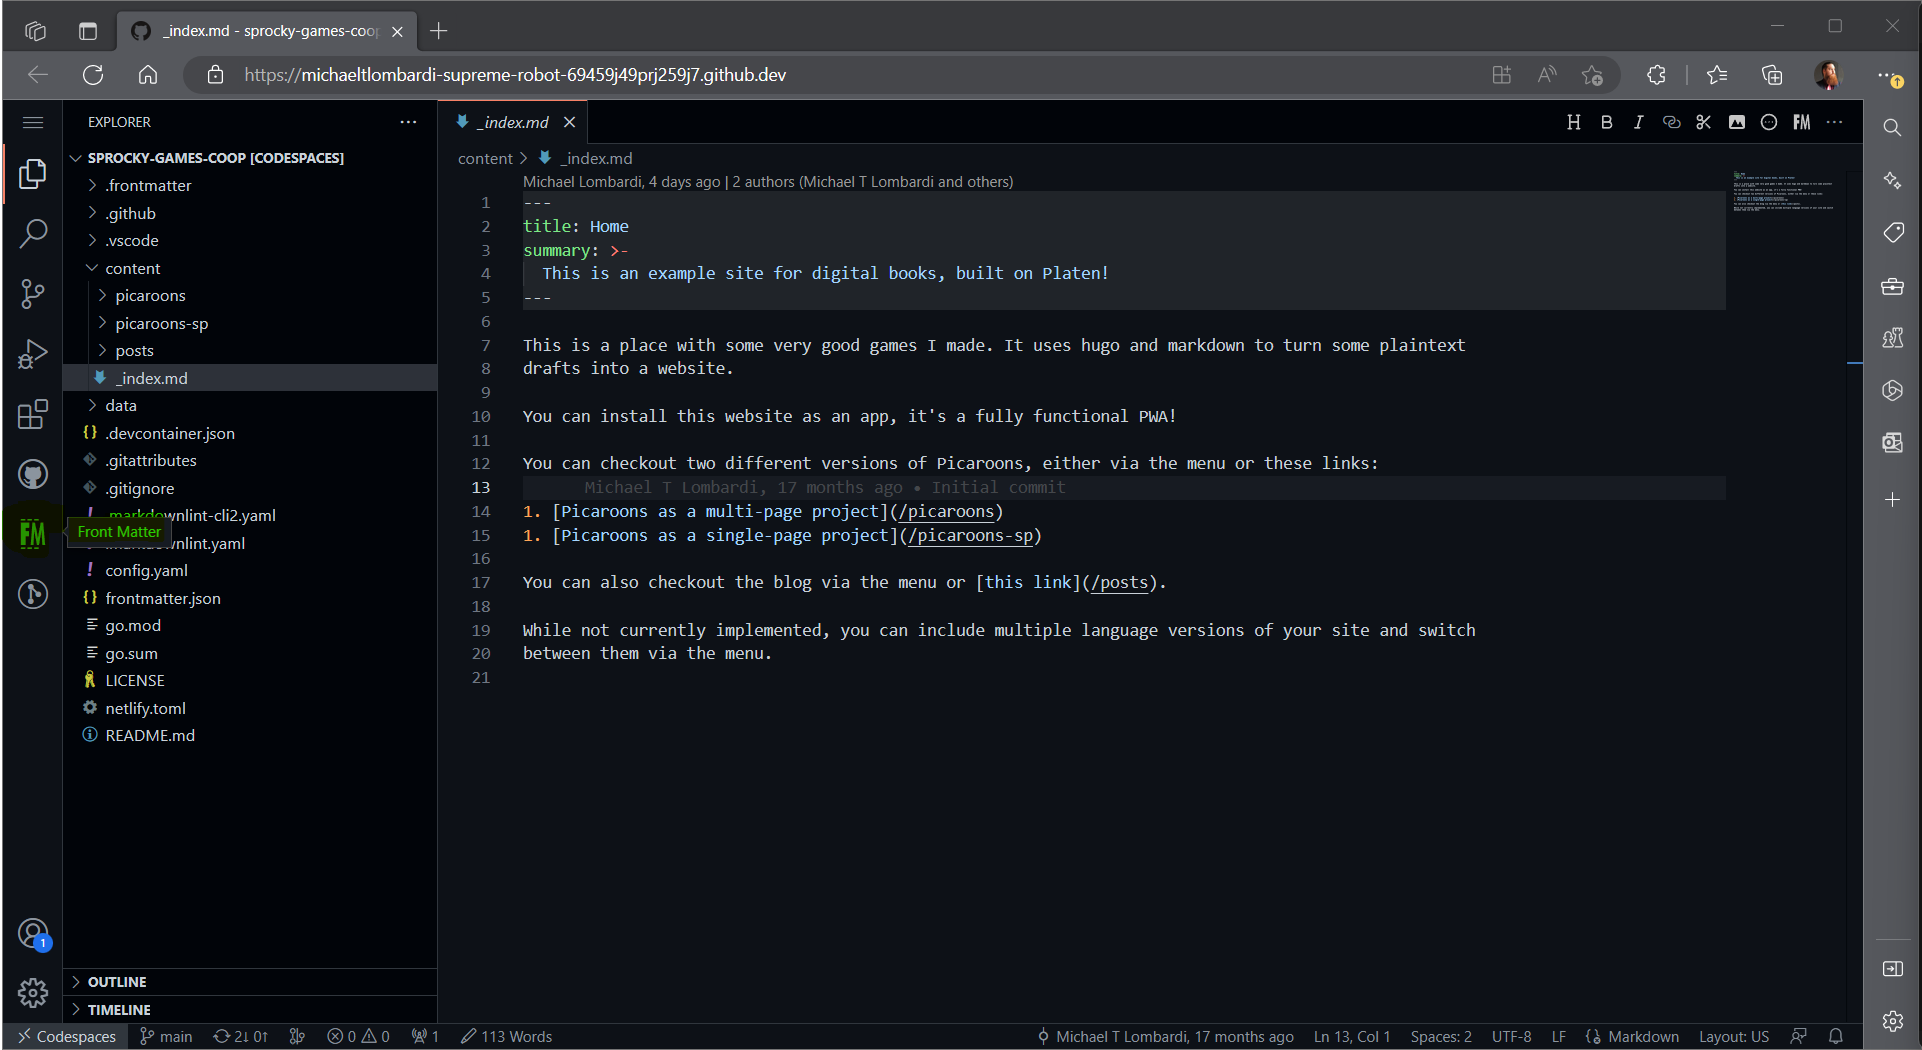 _index.md - sprocky-games-coop
https://michaeltlombardi-supreme-robot-69459j49prj259j7.github.dev
EXPLORER
SPROCKY-GAMES-COOP [CODESPACES]
.frontmatter
.github
.vscode
content
picaroons
picaroons-sp
posts
_index.md
data
.devcontainer.json
.gitattributes
.gitignore
.markdownlint-cli2.yaml
FM
Front Matter
.markdownlint.yaml
config.yaml
frontmatter.json
go.mod
go.sum
LICENSE
netlify.toml
README.md
1
OUTLINE
TIMELINE
_index.md
H B I FM
content > _index.md
Michael Lombardi, 4 days ago | 2 authors (Michael T Lombardi and others)
1 ---
2 title: Home
3 summary: >-
4 This is an example site for digital books, built on Platen!
5 ---
6
7 This is a place with some very good games I made. It uses hugo and markdown to turn some plaintext
8 drafts into a website.
9
10 You can install this website as an app, it's a fully functional PWA!
11
12 You can checkout two different versions of Picaroons, either via the menu or these links:
13 Michael T Lombardi, 17 months ago • Initial commit
14 1. [Picaroons as a multi-page project](/picaroons)
15 1. [Picaroons as a single-page project](/picaroons-sp)
16
17 You can also checkout the blog via the menu or [this link](/posts).
18
19 While not currently implemented, you can include multiple language versions of your site and switch
20 between them via the menu.
21
Codespaces main 2↓ 0↑ 0 0 1 113 Words Michael T Lombardi, 17 months ago Ln 13, Col 1 Spaces: 2 UTF-8 LF Markdown Layout: US